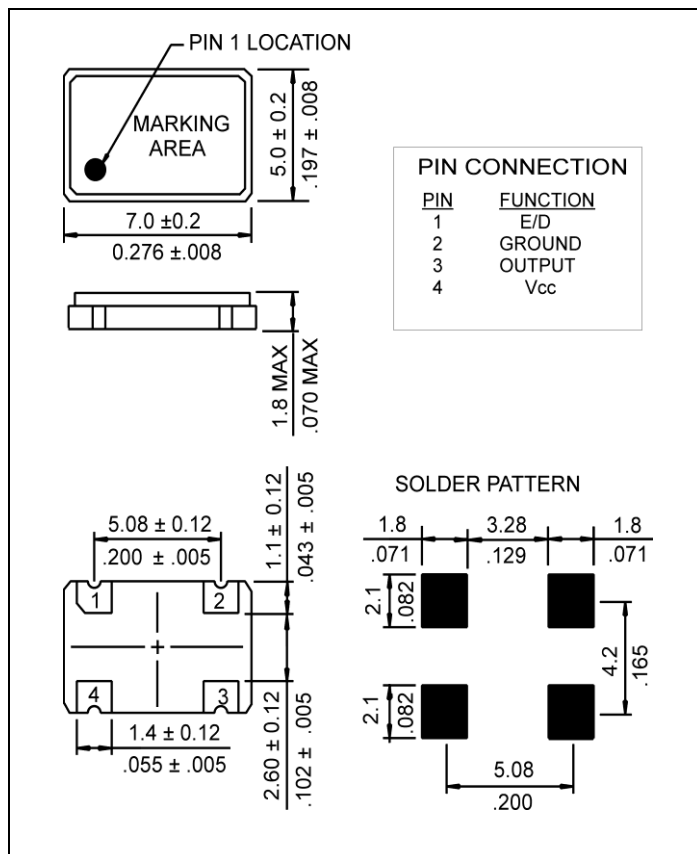 PIN 1 LOCATION
MARKING
AREA
5.0 ± 0.2
.197 ± .008
7.0 ±0.2
0.276 ±.008
PIN CONNECTION
PIN FUNCTION
1 E/D
2 GROUND
3 OUTPUT
4 Vcc
1.8 MAX
.070 MAX
5.08 ± 0.12
.200 ± .005
1.1 ± 0.12
.043 ± .005
1 2
4 3
1.4 ± 0.12
.055 ± .005
2.60 ± 0.12
.102 ± .005
SOLDER PATTERN
1.8 3.28 1.8
.071 .129 .071
2.1
.082
4.2
.165
2.1
.082
5.08
.200